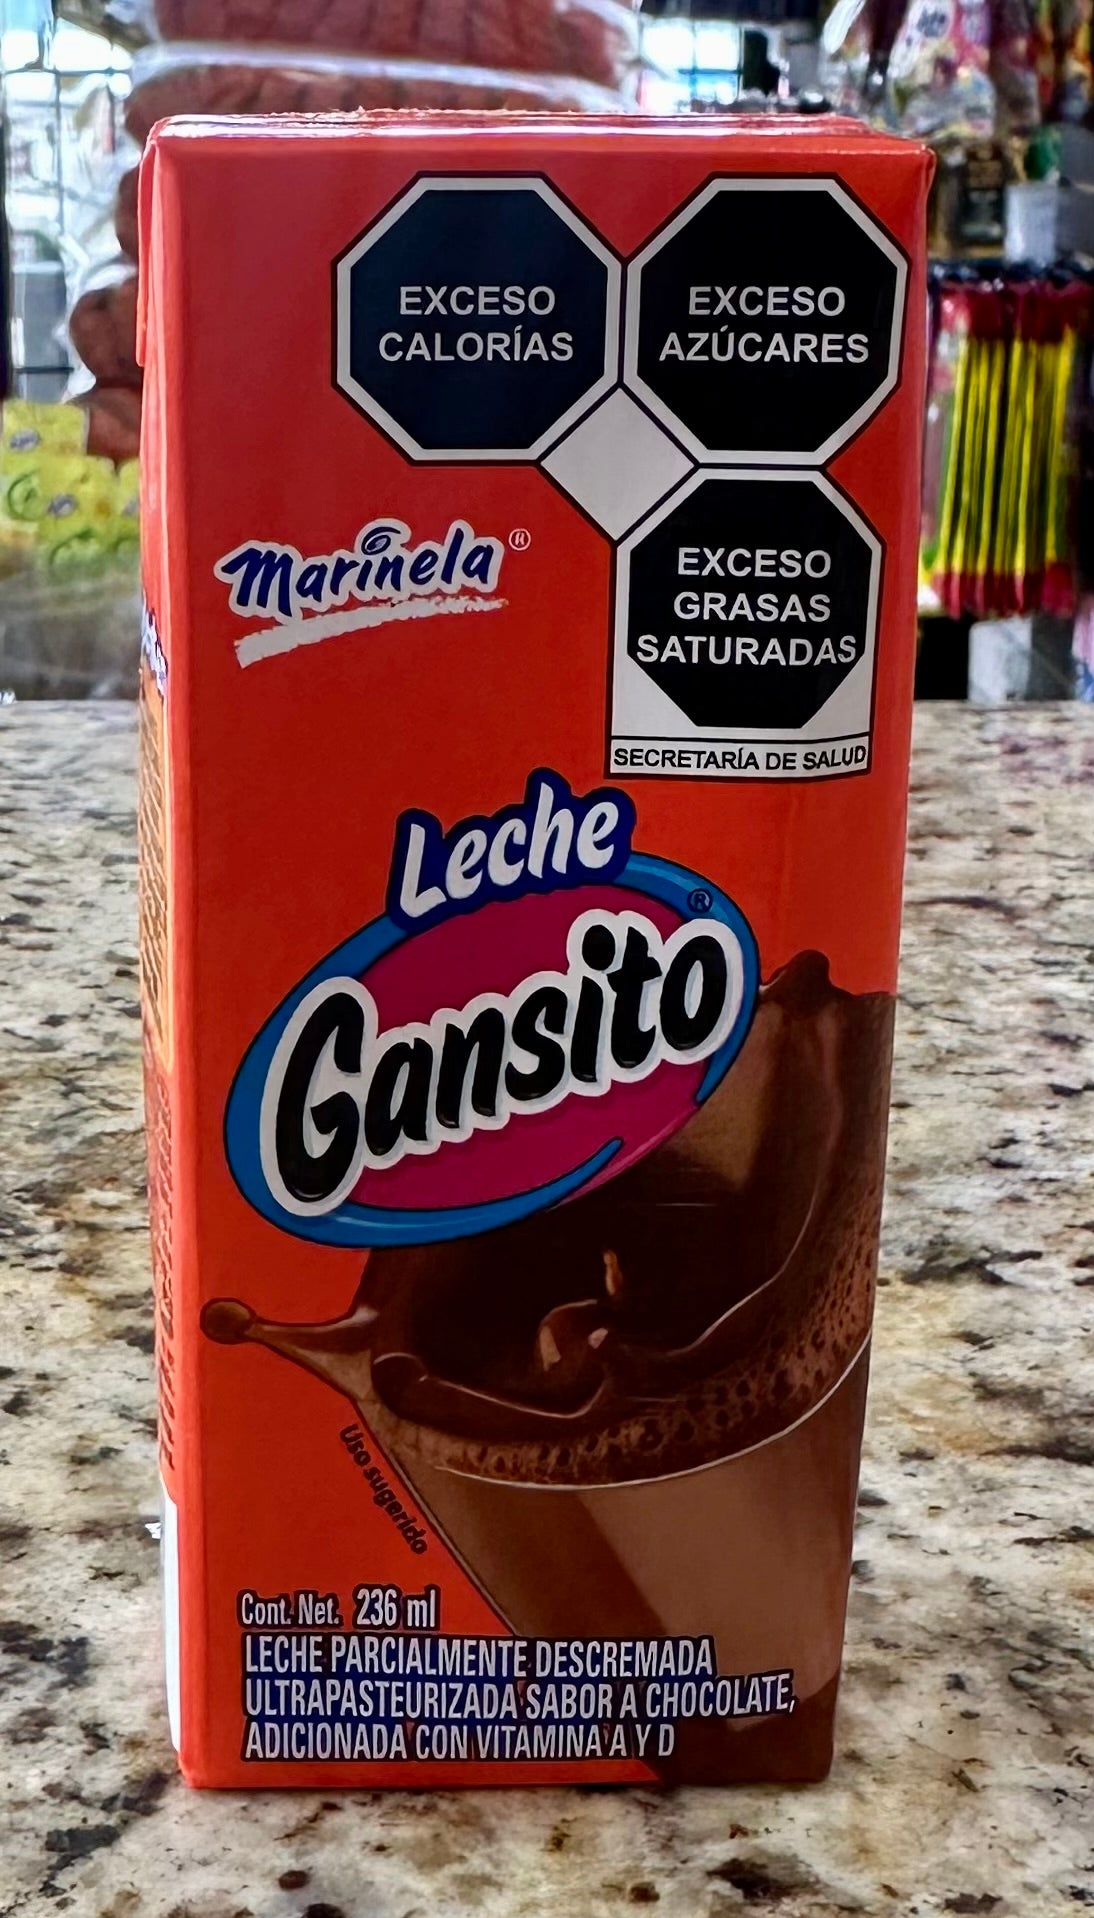 EXCESO
CALORÍAS
EXCESO
AZÚCARES
EXCESO
GRASAS
SATURADAS
SECRETARÍA DE SALUD
Marinela®
Leche
Gansito®
Uso sugerido
Cont. Net. 236 ml
LECHE PARCIALMENTE DESCREMADA
ULTRAPASTEURIZADA SABOR A CHOCOLATE,
ADICIONADA CON VITAMINA A Y D